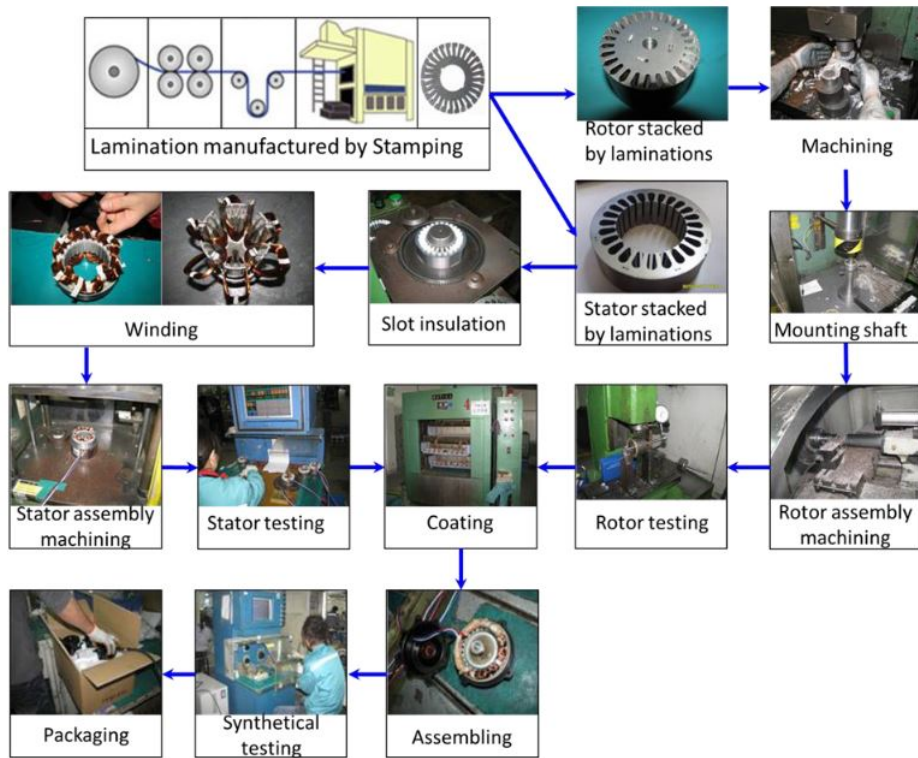 Lamination manufactured by Stamping
Rotor stacked
by laminations
Machining
Winding
Slot insulation
Stator stacked
by laminations
Mounting shaft
Stator assembly
machining
Stator testing
Coating
Rotor testing
Rotor assembly
machining
Packaging
Synthetical
testing
Assembling